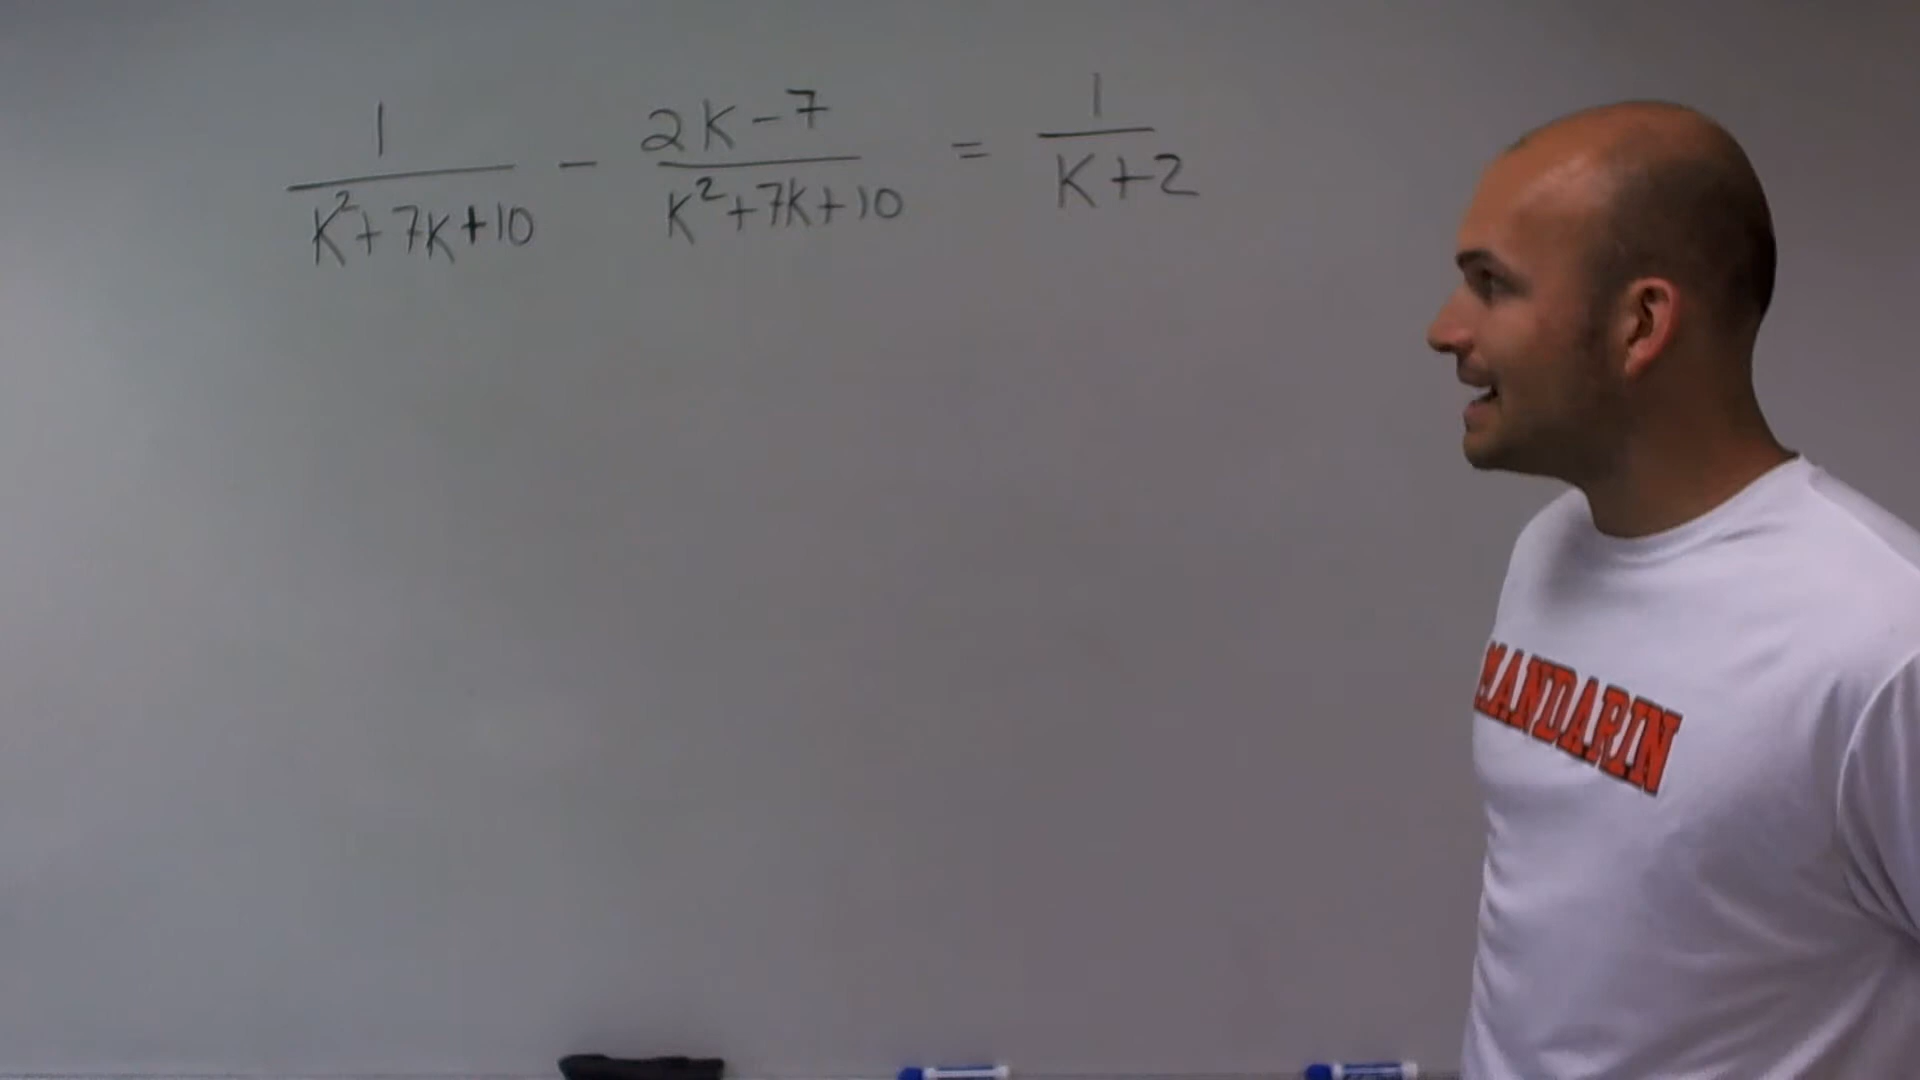 1/(K²+7K+10) - (2K-7)/(K²+7K+10) = 1/(K+2)
MANDARIN